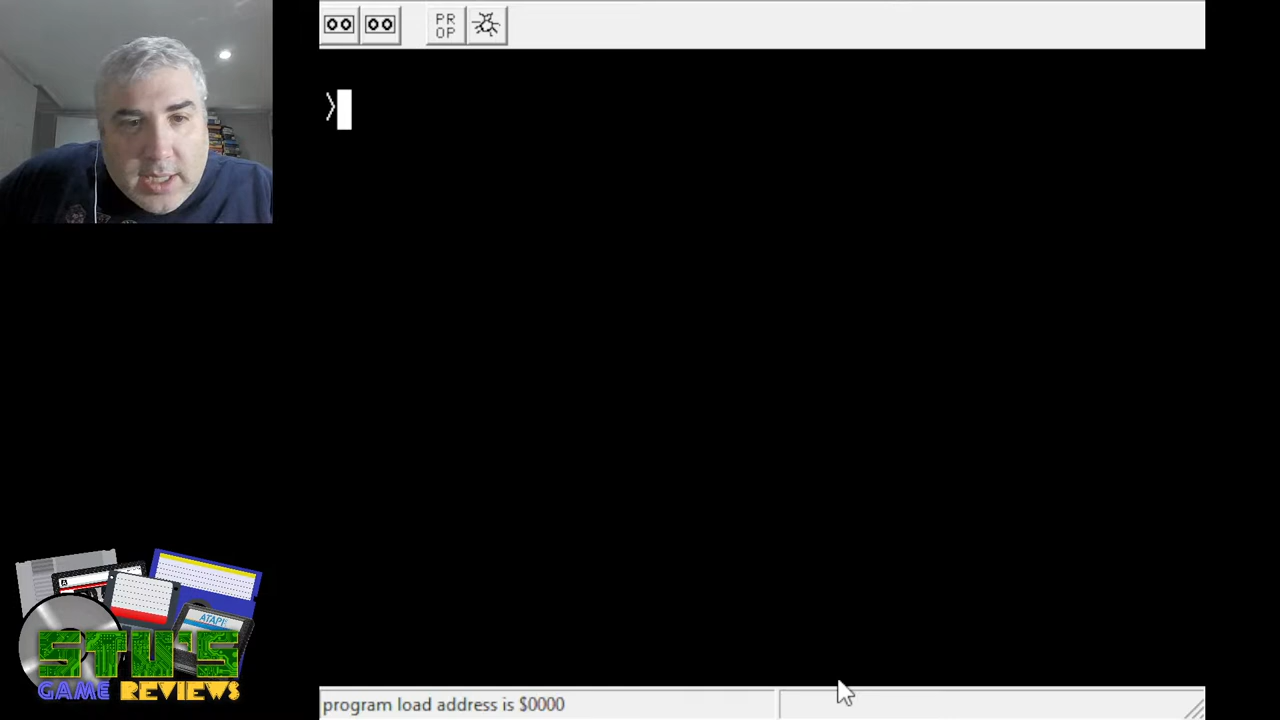 PR
OP
>
A
ATARI
STU'S
GAME REVIEWS
program load address is $0000